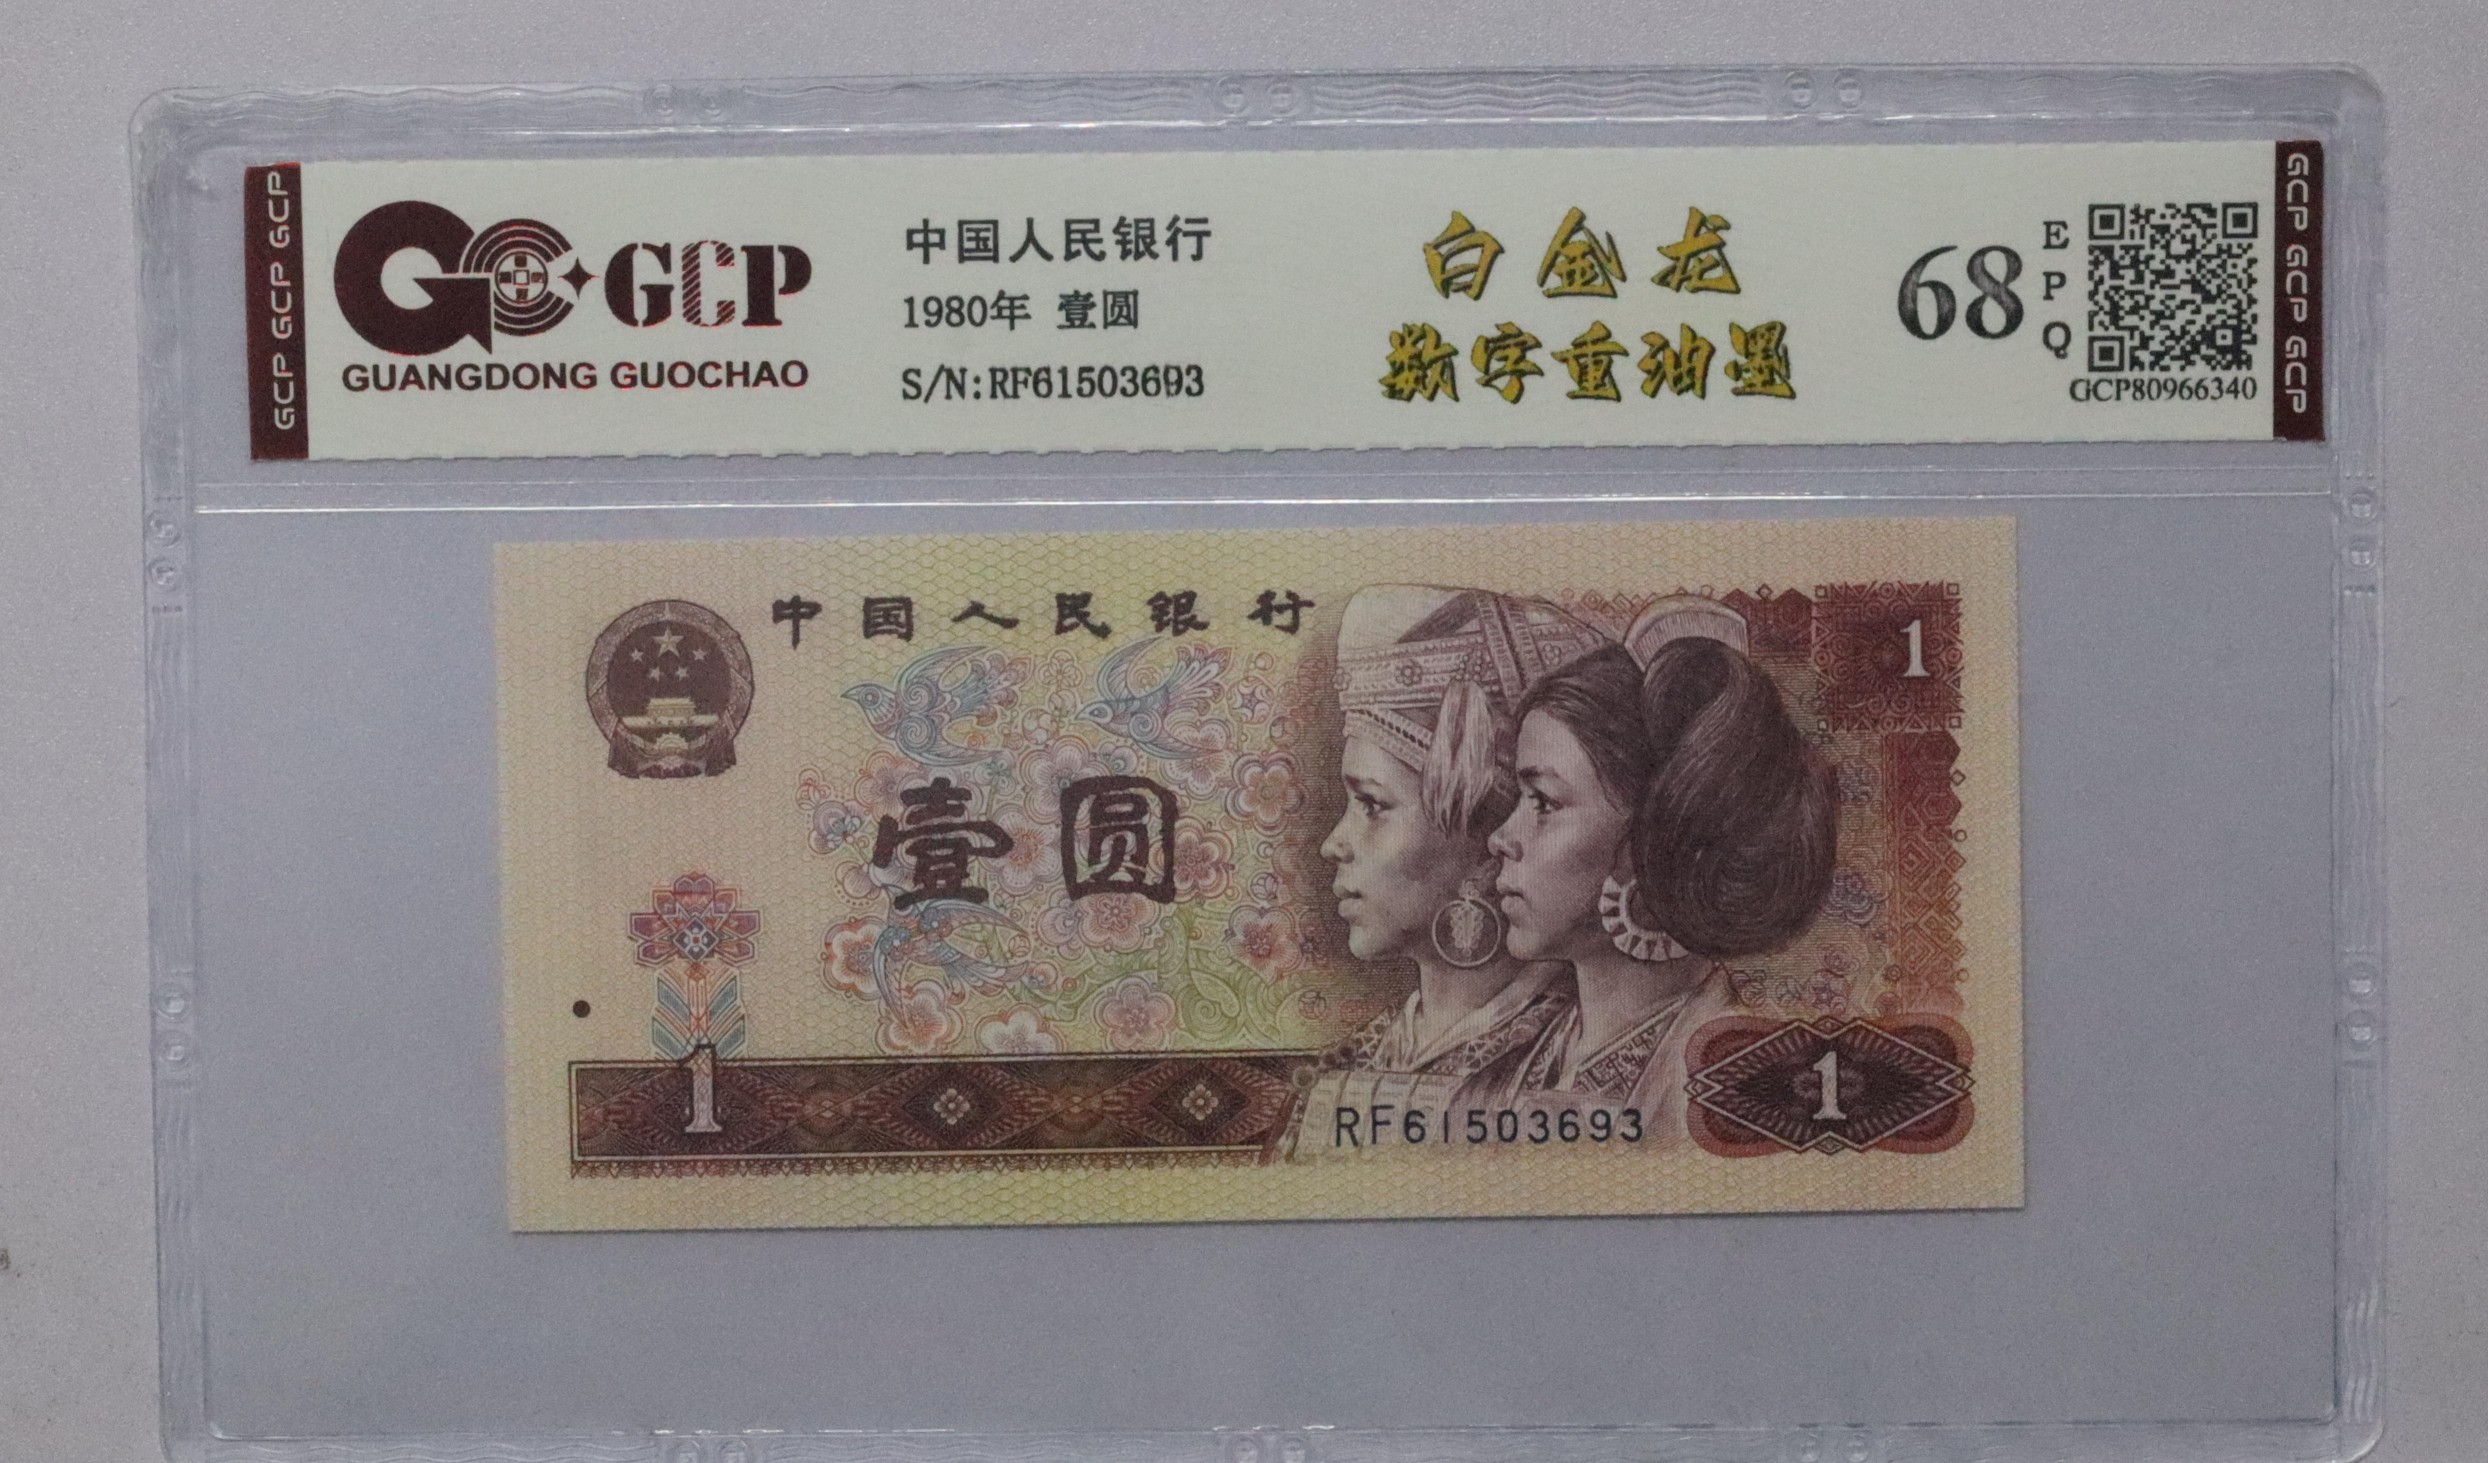 GCP GCP GCP
GCP
GUANGDONG GUOCHAO
中国人民银行
1980年 壹圆
S/N:RF61503693
白金龙
数字重油墨
68
EPQ
GCP80966340
GCP GCP GCP GCP
中国人民银行
1
壹圆
1
1
RF61503693